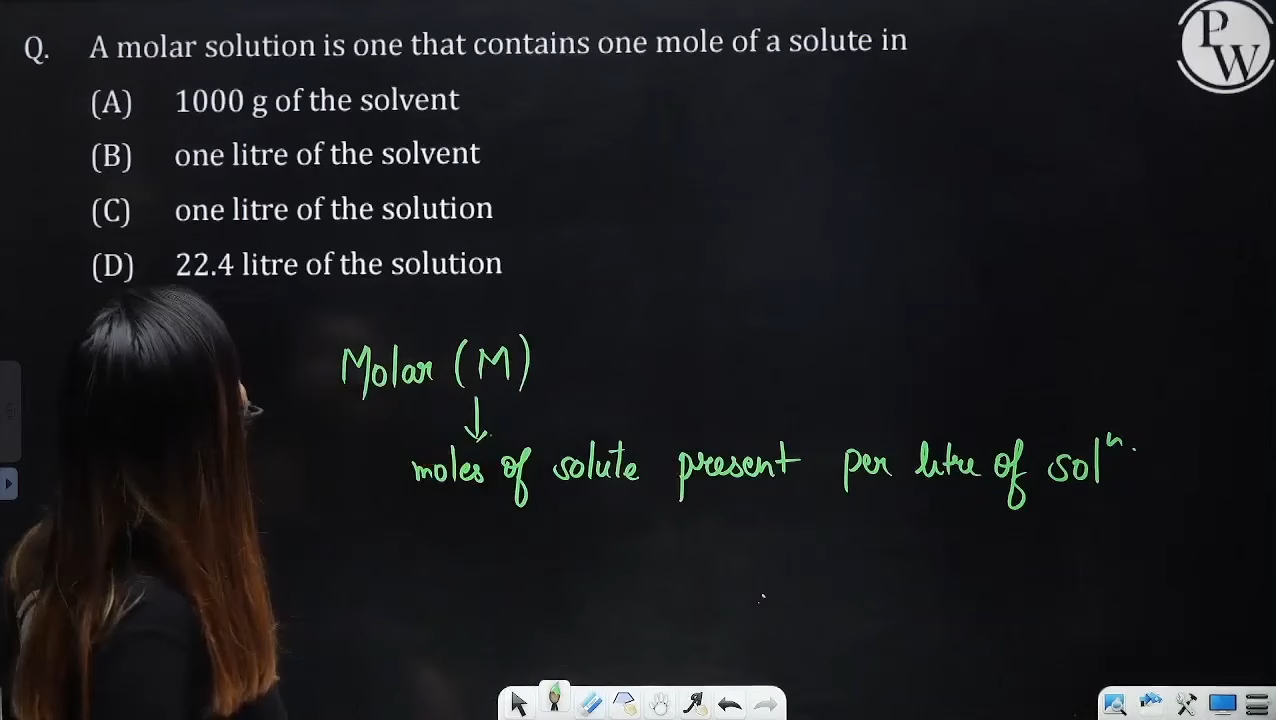 Q. A molar solution is one that contains one mole of a solute in
(A) 1000 g of the solvent
(B) one litre of the solvent
(C) one litre of the solution
(D) 22.4 litre of the solution
PW
Molar (M)
↓
moles of solute present per litre of solⁿ.